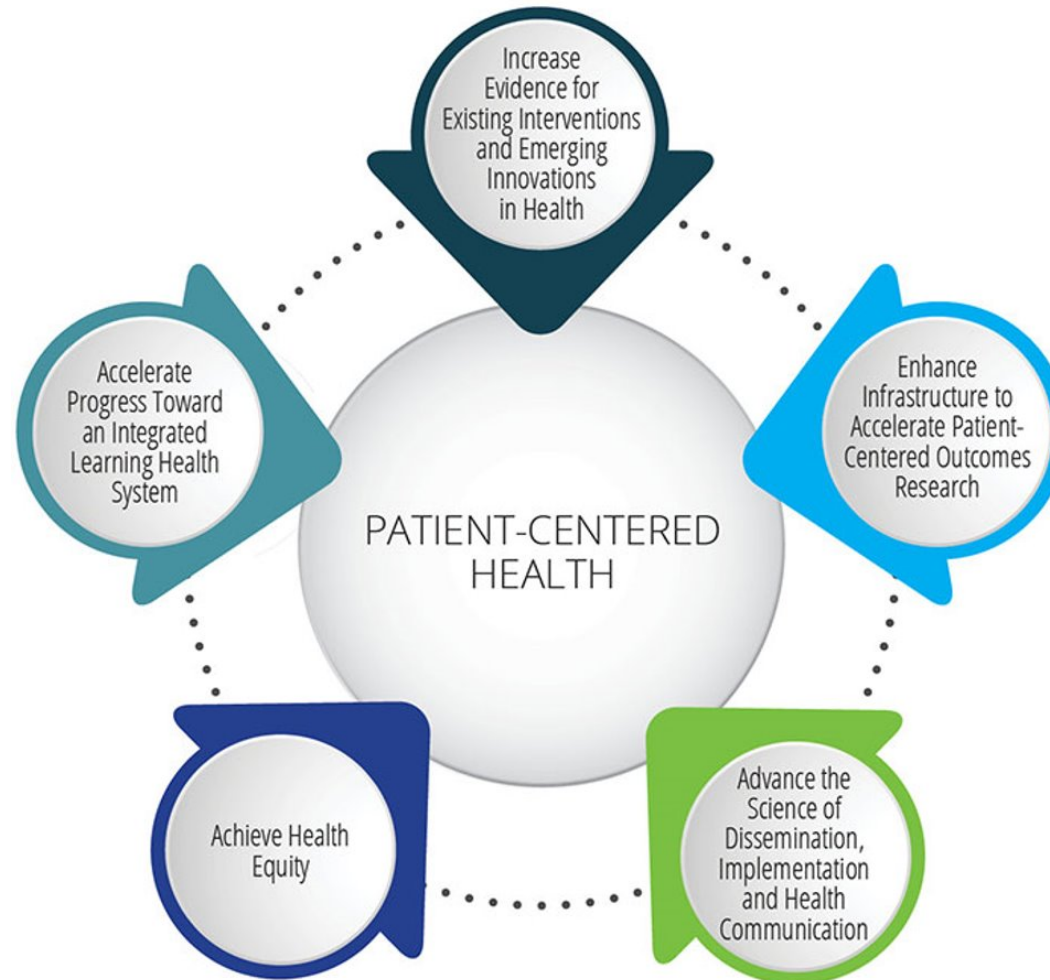 Increase
Evidence for
Existing Interventions
and Emerging
Innovations
in Health
Enhance
Infrastructure to
Accelerate Patient-
Centered Outcomes
Research
Advance the
Science of
Dissemination,
Implementation
and Health
Communication
Achieve Health
Equity
Accelerate
Progress Toward
an Integrated
Learning Health
System
PATIENT-CENTERED
HEALTH